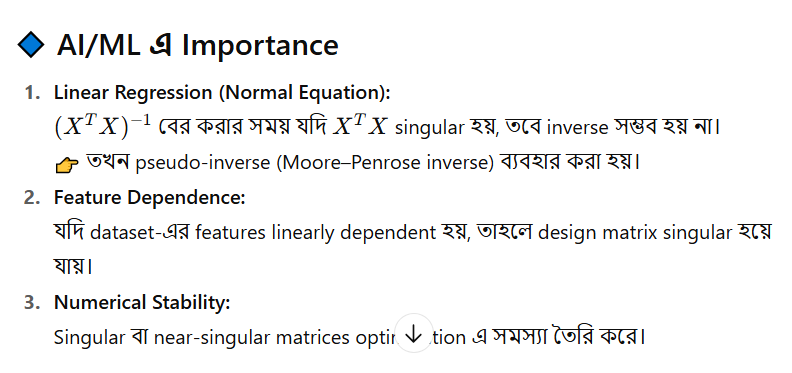 🔷 AI/ML এ Importance
1. Linear Regression (Normal Equation):
(XᵀX)⁻¹ বের করার সময় যদি XᵀX singular হয়, তবে inverse সম্ভব হয় না।
👉 তখন pseudo-inverse (Moore–Penrose inverse) ব্যবহার করা হয়।
2. Feature Dependence:
যদি dataset-এর features linearly dependent হয়, তাহলে design matrix singular হয়ে
যায়।
3. Numerical Stability:
Singular বা near-singular matrices এ সমস্যা তৈরি করে।